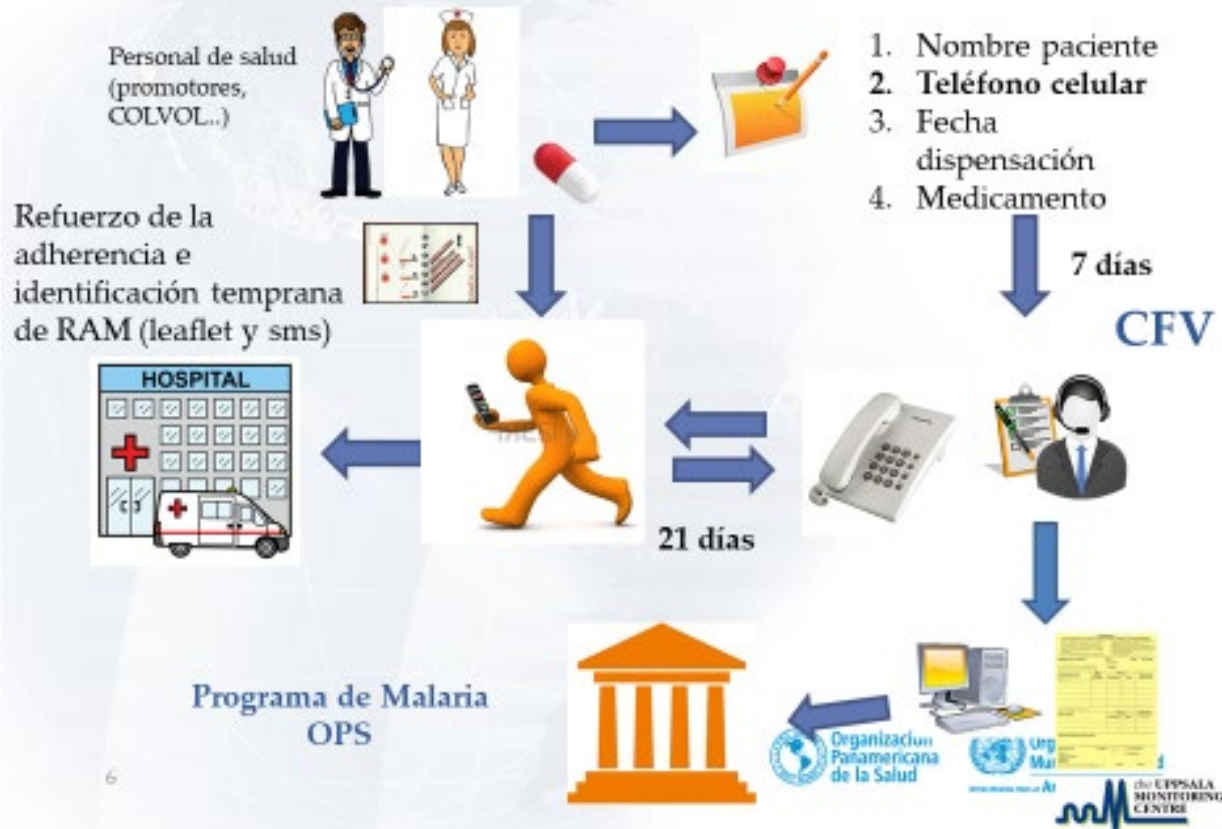 Personal de salud
(promotores,
COLVOL..)
1. Nombre paciente
2. Teléfono celular
3. Fecha
dispensación
4. Medicamento
Refuerzo de la
adherencia e
identificación temprana
de RAM (leaflet y sms)
7 días
CFV
HOSPITAL
21 días
Programa de Malaria
OPS
Organización
Panamericana
de la Salud
the UPPSALA
MONITORING
CENTRE
6